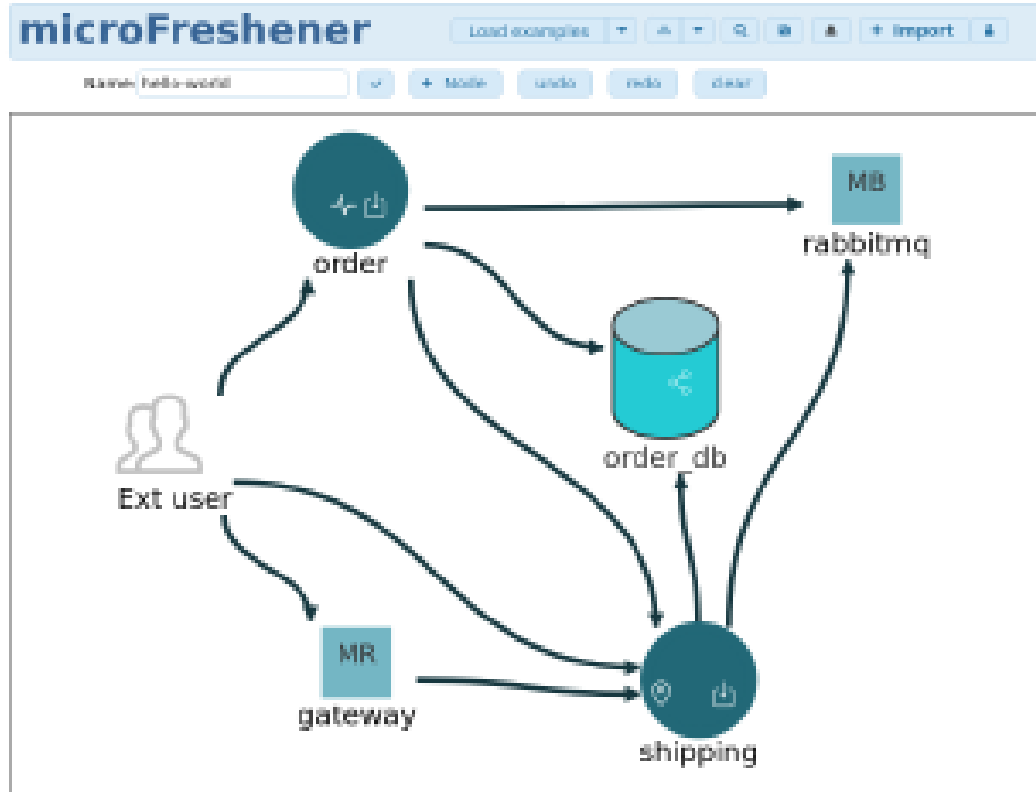 microFreshener
Load examples
+ Import
Name: hello-world
+ Node
undo
redo
clear
order
MB
rabbitmq
order_db
Ext user
MR
gateway
shipping